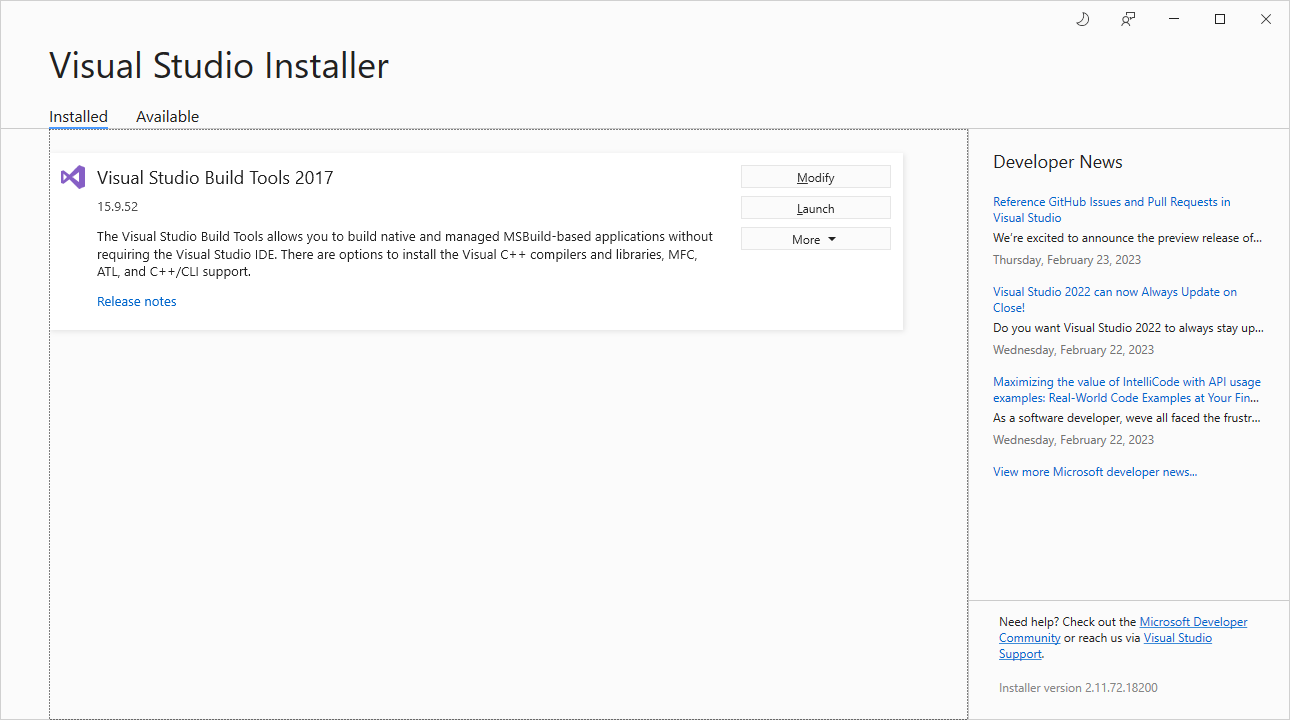 Visual Studio Installer
Installed
Available
Visual Studio Build Tools 2017
15.9.52
The Visual Studio Build Tools allows you to build native and managed MSBuild-based applications without
requiring the Visual Studio IDE. There are options to install the Visual C++ compilers and libraries, MFC,
ATL, and C++/CLI support.
Release notes
Modify
Launch
More
Developer News
Reference GitHub Issues and Pull Requests in
Visual Studio
We're excited to announce the preview release of...
Thursday, February 23, 2023
Visual Studio 2022 can now Always Update on
Close!
Do you want Visual Studio 2022 to always stay up...
Wednesday, February 22, 2023
Maximizing the value of IntelliCode with API usage
examples: Real-World Code Examples at Your Fin...
As a software developer, weve all faced the frustr...
Wednesday, February 22, 2023
View more Microsoft developer news...
Need help? Check out the Microsoft Developer
Community or reach us via Visual Studio
Support.
Installer version 2.11.72.18200